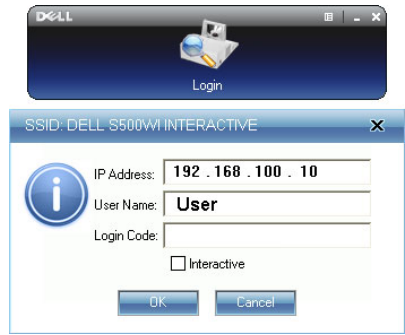 DELL
Login
SSID: DELL S500WI INTERACTIVE
IP Address: 192 . 168 . 100 . 10
User Name: User
Login Code:
Interactive
OK Cancel